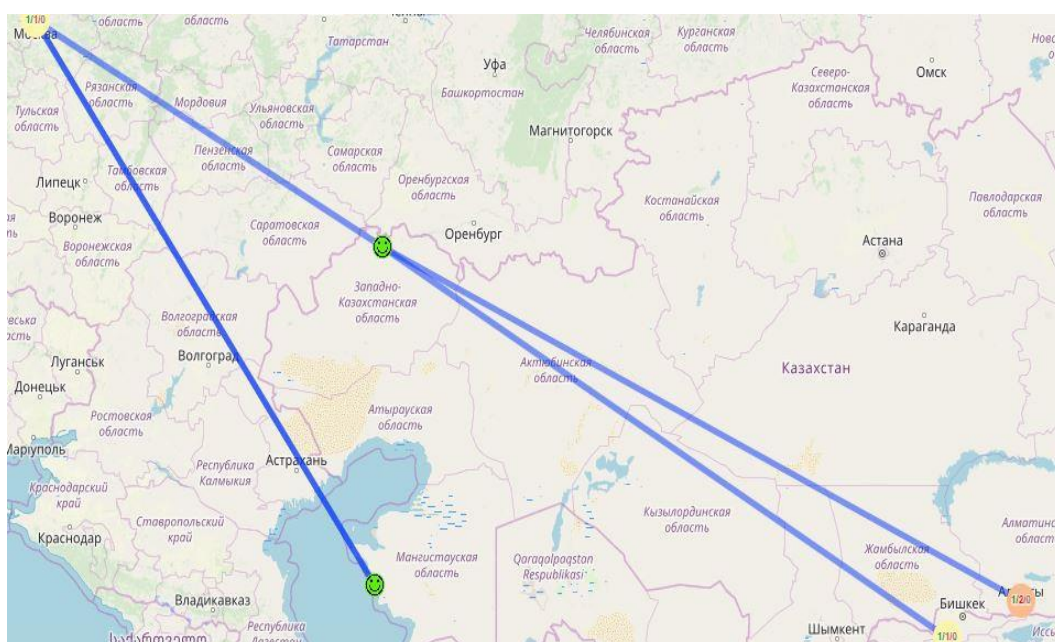 область
область
область
1/1/0
Москва
Татарстан
Челябинская
область
Курганская
область
Уфа
Северо-
Казахстанская
область
Омск
Рязанская
область
Мордовия
Ульяновская
область
Башкортостан
Тульская
область
Магнитогорск
Пензенская
область
Самарская
область
Тамбовская
область
Липецк
Оренбургская
область
Костанайская
область
Павлодарская
область
Воронеж
Саратовская
область
Оренбург
Воронежская
область
Астана
Западно-
Казахстанская
область
Волгоградская
область
Караганда
Волгоград
Луганськ
Актюбинская
область
Казахстан
Донецьк
Ростовская
область
Атырауская
область
Маріуполь
Астрахань
Республика
Калмыкия
Краснодарский
край
Ставропольский
край
Кызылординская
область
Краснодар
Мангистауская
область
Qaraqalpaqstan
Respublikasi
Жамбылская
область
1/2/0
Владикавказ
Бишкек
Шымкент
1/1/0